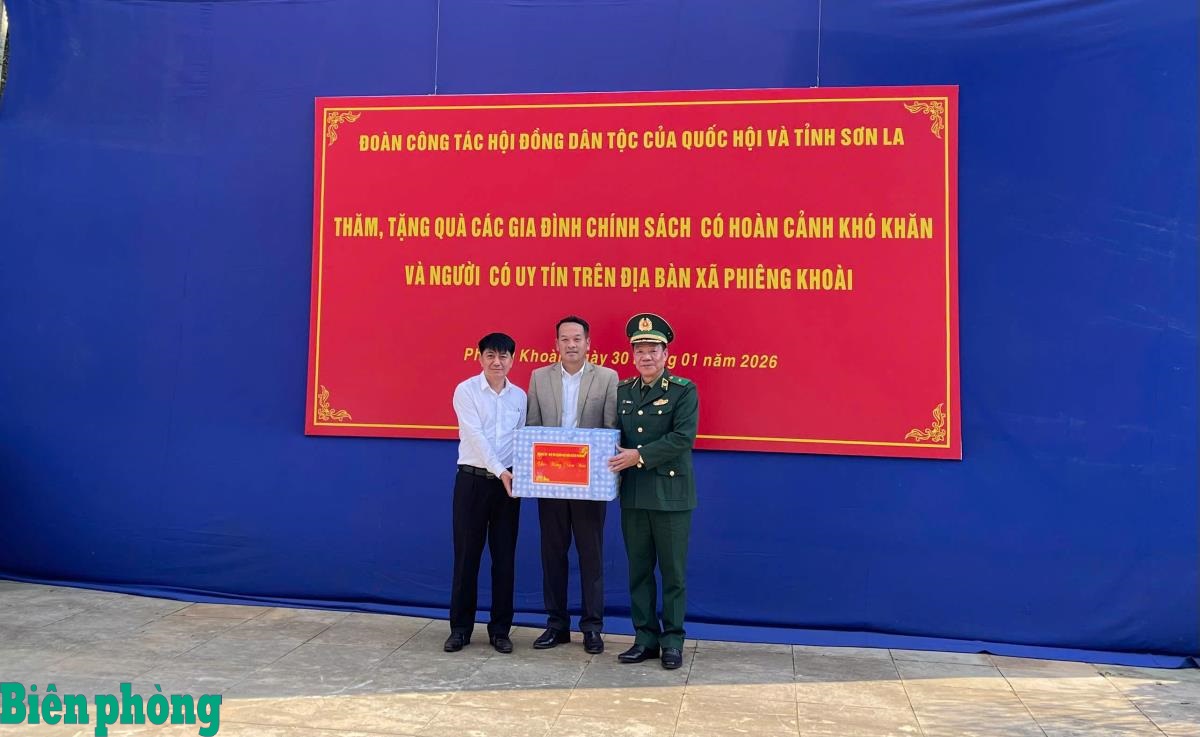 ĐOÀN CÔNG TÁC HỘI ĐỒNG DÂN TỘC CỦA QUỐC HỘI VÀ TỈNH SƠN LA
THĂM, TẶNG QUÀ CÁC GIA ĐÌNH CHÍNH SÁCH CÓ HOÀN CẢNH KHÓ KHĂN
VÀ NGƯỜI CÓ UY TÍN TRÊN ĐỊA BÀN XÃ PHIÊNG KHOÀI
Khoài 30 01 năm 2026
Biên phòng